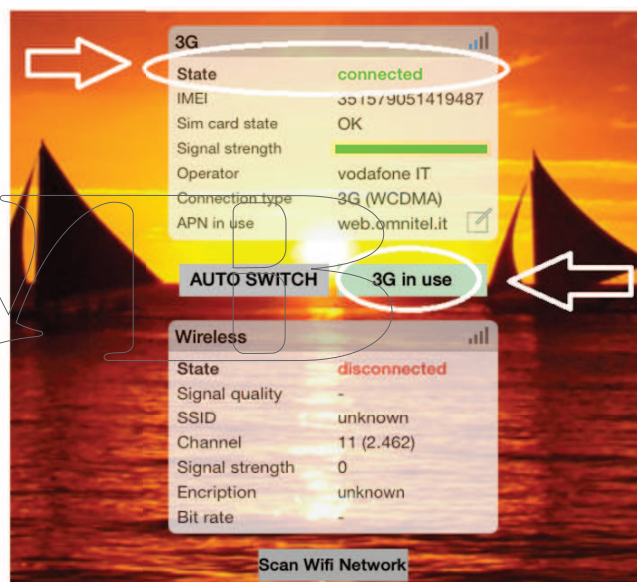 3G
State connected
IMEI 351579051419487
Sim card state OK
Signal strength
Operator vodafone IT
Connection type 3G (WCDMA)
APN in use web.omnitel.it
AUTO SWITCH 3G in use
Wireless
State disconnected
Signal quality -
SSID unknown
Channel 11 (2.462)
Signal strength 0
Encription unknown
Bit rate -
Scan Wifi Network